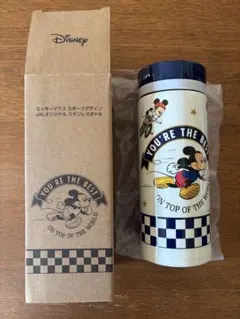 Disney
ミッキーマウス スポーツデザイン
JALオリジナル ステンレスボトル
YOU'RE THE BEST
ON TOP OF THE WORLD
YOU'RE THE BEST
ON TOP OF THE WORLD